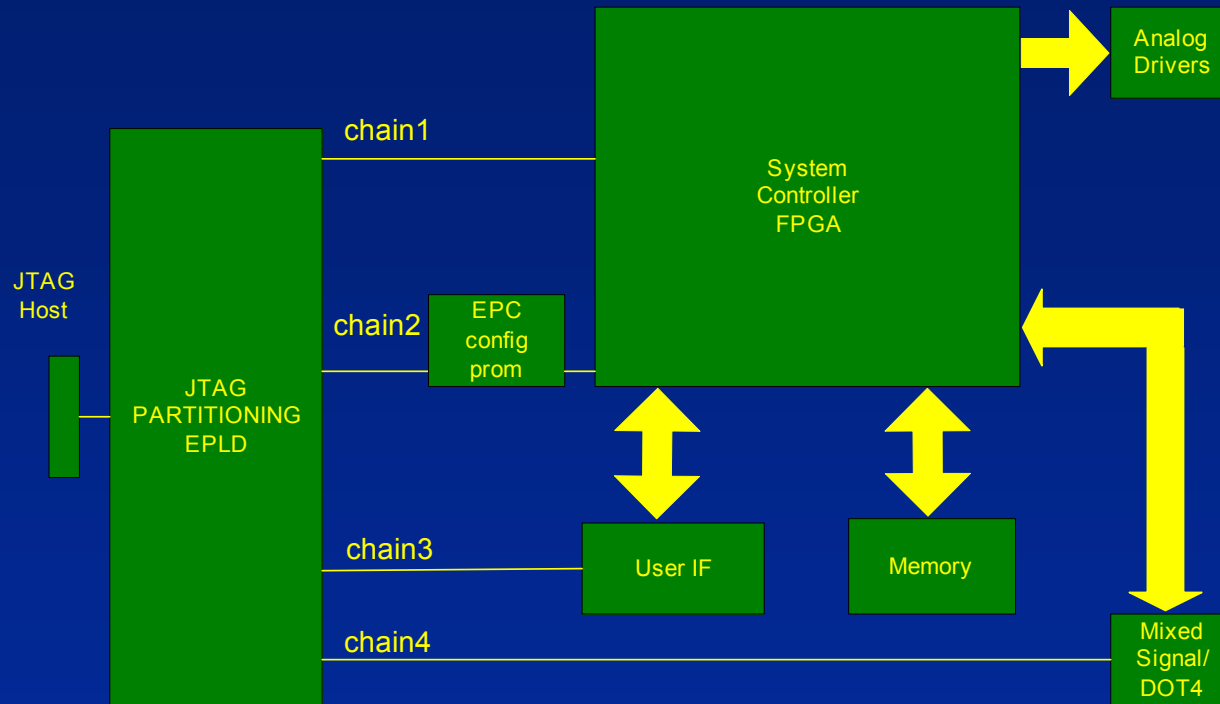 Analog
Drivers
chain1
System
Controller
FPGA
JTAG
Host
chain2
EPC
config
prom
JTAG
PARTITIONING
EPLD
chain3
User IF
Memory
chain4
Mixed
Signal/
DOT4